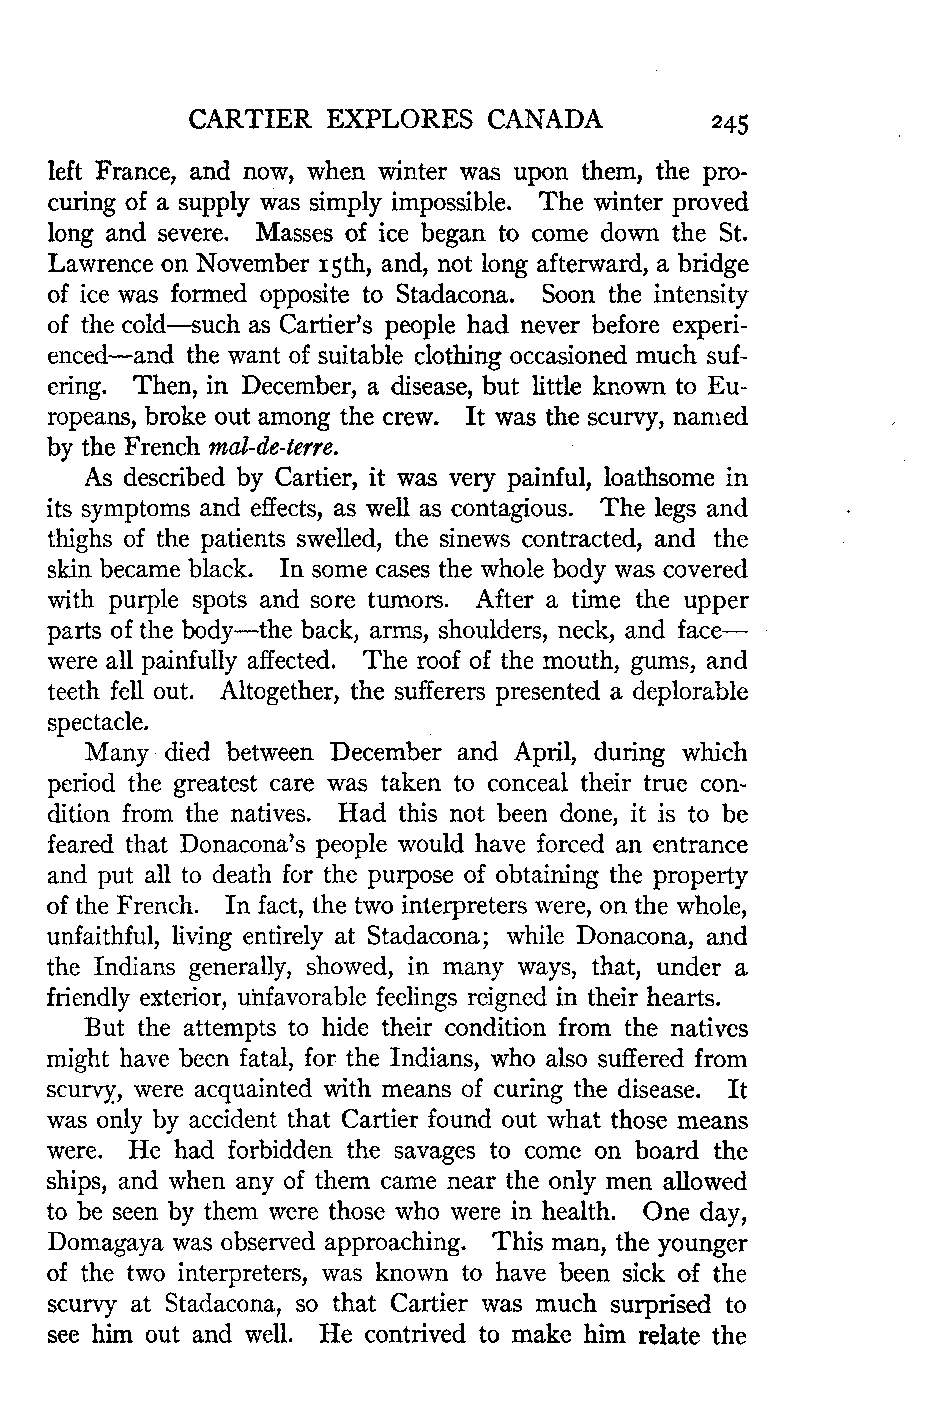 CARTIER EXPLORES CANADA 245
left France, and now, when winter was upon them, the pro-
curing of a supply was simply impossible. The winter proved
long and severe. Masses of ice began to come down the St.
Lawrence on November 15th, and, not long afterward, a bridge
of ice was formed opposite to Stadacona. Soon the intensity
of the cold—such as Cartier's people had never before experi-
enced—and the want of suitable clothing occasioned much suf-
ering. Then, in December, a disease, but little known to Eu-
ropeans, broke out among the crew. It was the scurvy, named
by the French mal-de-terre.
As described by Cartier, it was very painful, loathsome in
its symptoms and effects, as well as contagious. The legs and
thighs of the patients swelled, the sinews contracted, and the
skin became black. In some cases the whole body was covered
with purple spots and sore tumors. After a time the upper
parts of the body—the back, arms, shoulders, neck, and face—
were all painfully affected. The roof of the mouth, gums, and
teeth fell out. Altogether, the sufferers presented a deplorable
spectacle.
Many died between December and April, during which
period the greatest care was taken to conceal their true con-
dition from the natives. Had this not been done, it is to be
feared that Donacona's people would have forced an entrance
and put all to death for the purpose of obtaining the property
of the French. In fact, the two interpreters were, on the whole,
unfaithful, living entirely at Stadacona; while Donacona, and
the Indians generally, showed, in many ways, that, under a
friendly exterior, unfavorable feelings reigned in their hearts.
But the attempts to hide their condition from the natives
might have been fatal, for the Indians, who also suffered from
scurvy, were acquainted with means of curing the disease. It
was only by accident that Cartier found out what those means
were. He had forbidden the savages to come on board the
ships, and when any of them came near the only men allowed
to be seen by them were those who were in health. One day,
Domagaya was observed approaching. This man, the younger
of the two interpreters, was known to have been sick of the
scurvy at Stadacona, so that Cartier was much surprised to
see him out and well. He contrived to make him relate the